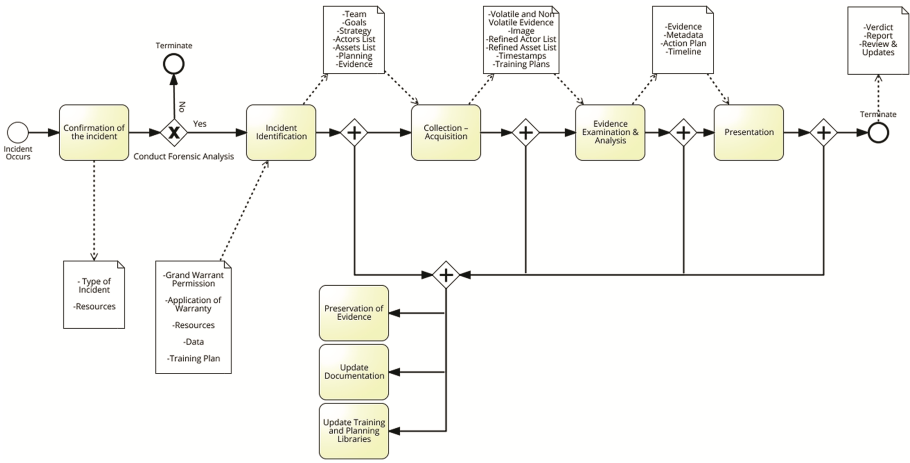 -Team
-Goals
-Strategy
-Actors List
-Assets List
-Planning
-Evidence
-Volatile and Non
Volatile Evidence
-Image
-Refined Actor List
-Refined Asset List
-Timestamps
-Training Plans
-Evidence
-Metadata
-Action Plan
-Timeline
-Verdict
-Report
-Review &
Updates
Terminate
No
Yes
Incident
Occurs
Confirmation of
the incident
Conduct Forensic Analysis
Incident
Identification
Collection –
Acquisition
Evidence
Examination &
Analysis
Presentation
Terminate
- Type of
Incident
-Resources
-Grand Warrant
Permission
-Application of
Warranty
-Resources
-Data
-Training Plan
Preservation of
Evidence
Update
Documentation
Update Training
and Planning
Libraries